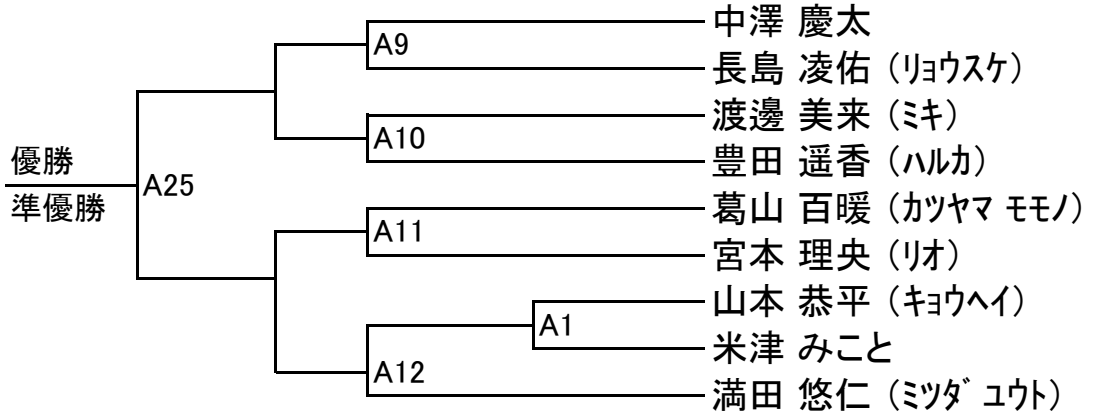 中澤 慶太
A9
長島 凌佑 (ﾘｮｳｽｹ)
渡邊 美来 (ﾐｷ)
A10
豊田 遥香 (ﾊﾙｶ)
優勝
A25
準優勝
葛山 百暖 (ｶﾂﾔﾏ ﾓﾓﾉ)
A11
宮本 理央 (ﾘｵ)
山本 恭平 (ｷｮｳﾍｲ)
A1
米津 みこと
A12
満田 悠仁 (ﾐﾂﾀﾞ ﾕｳﾄ)